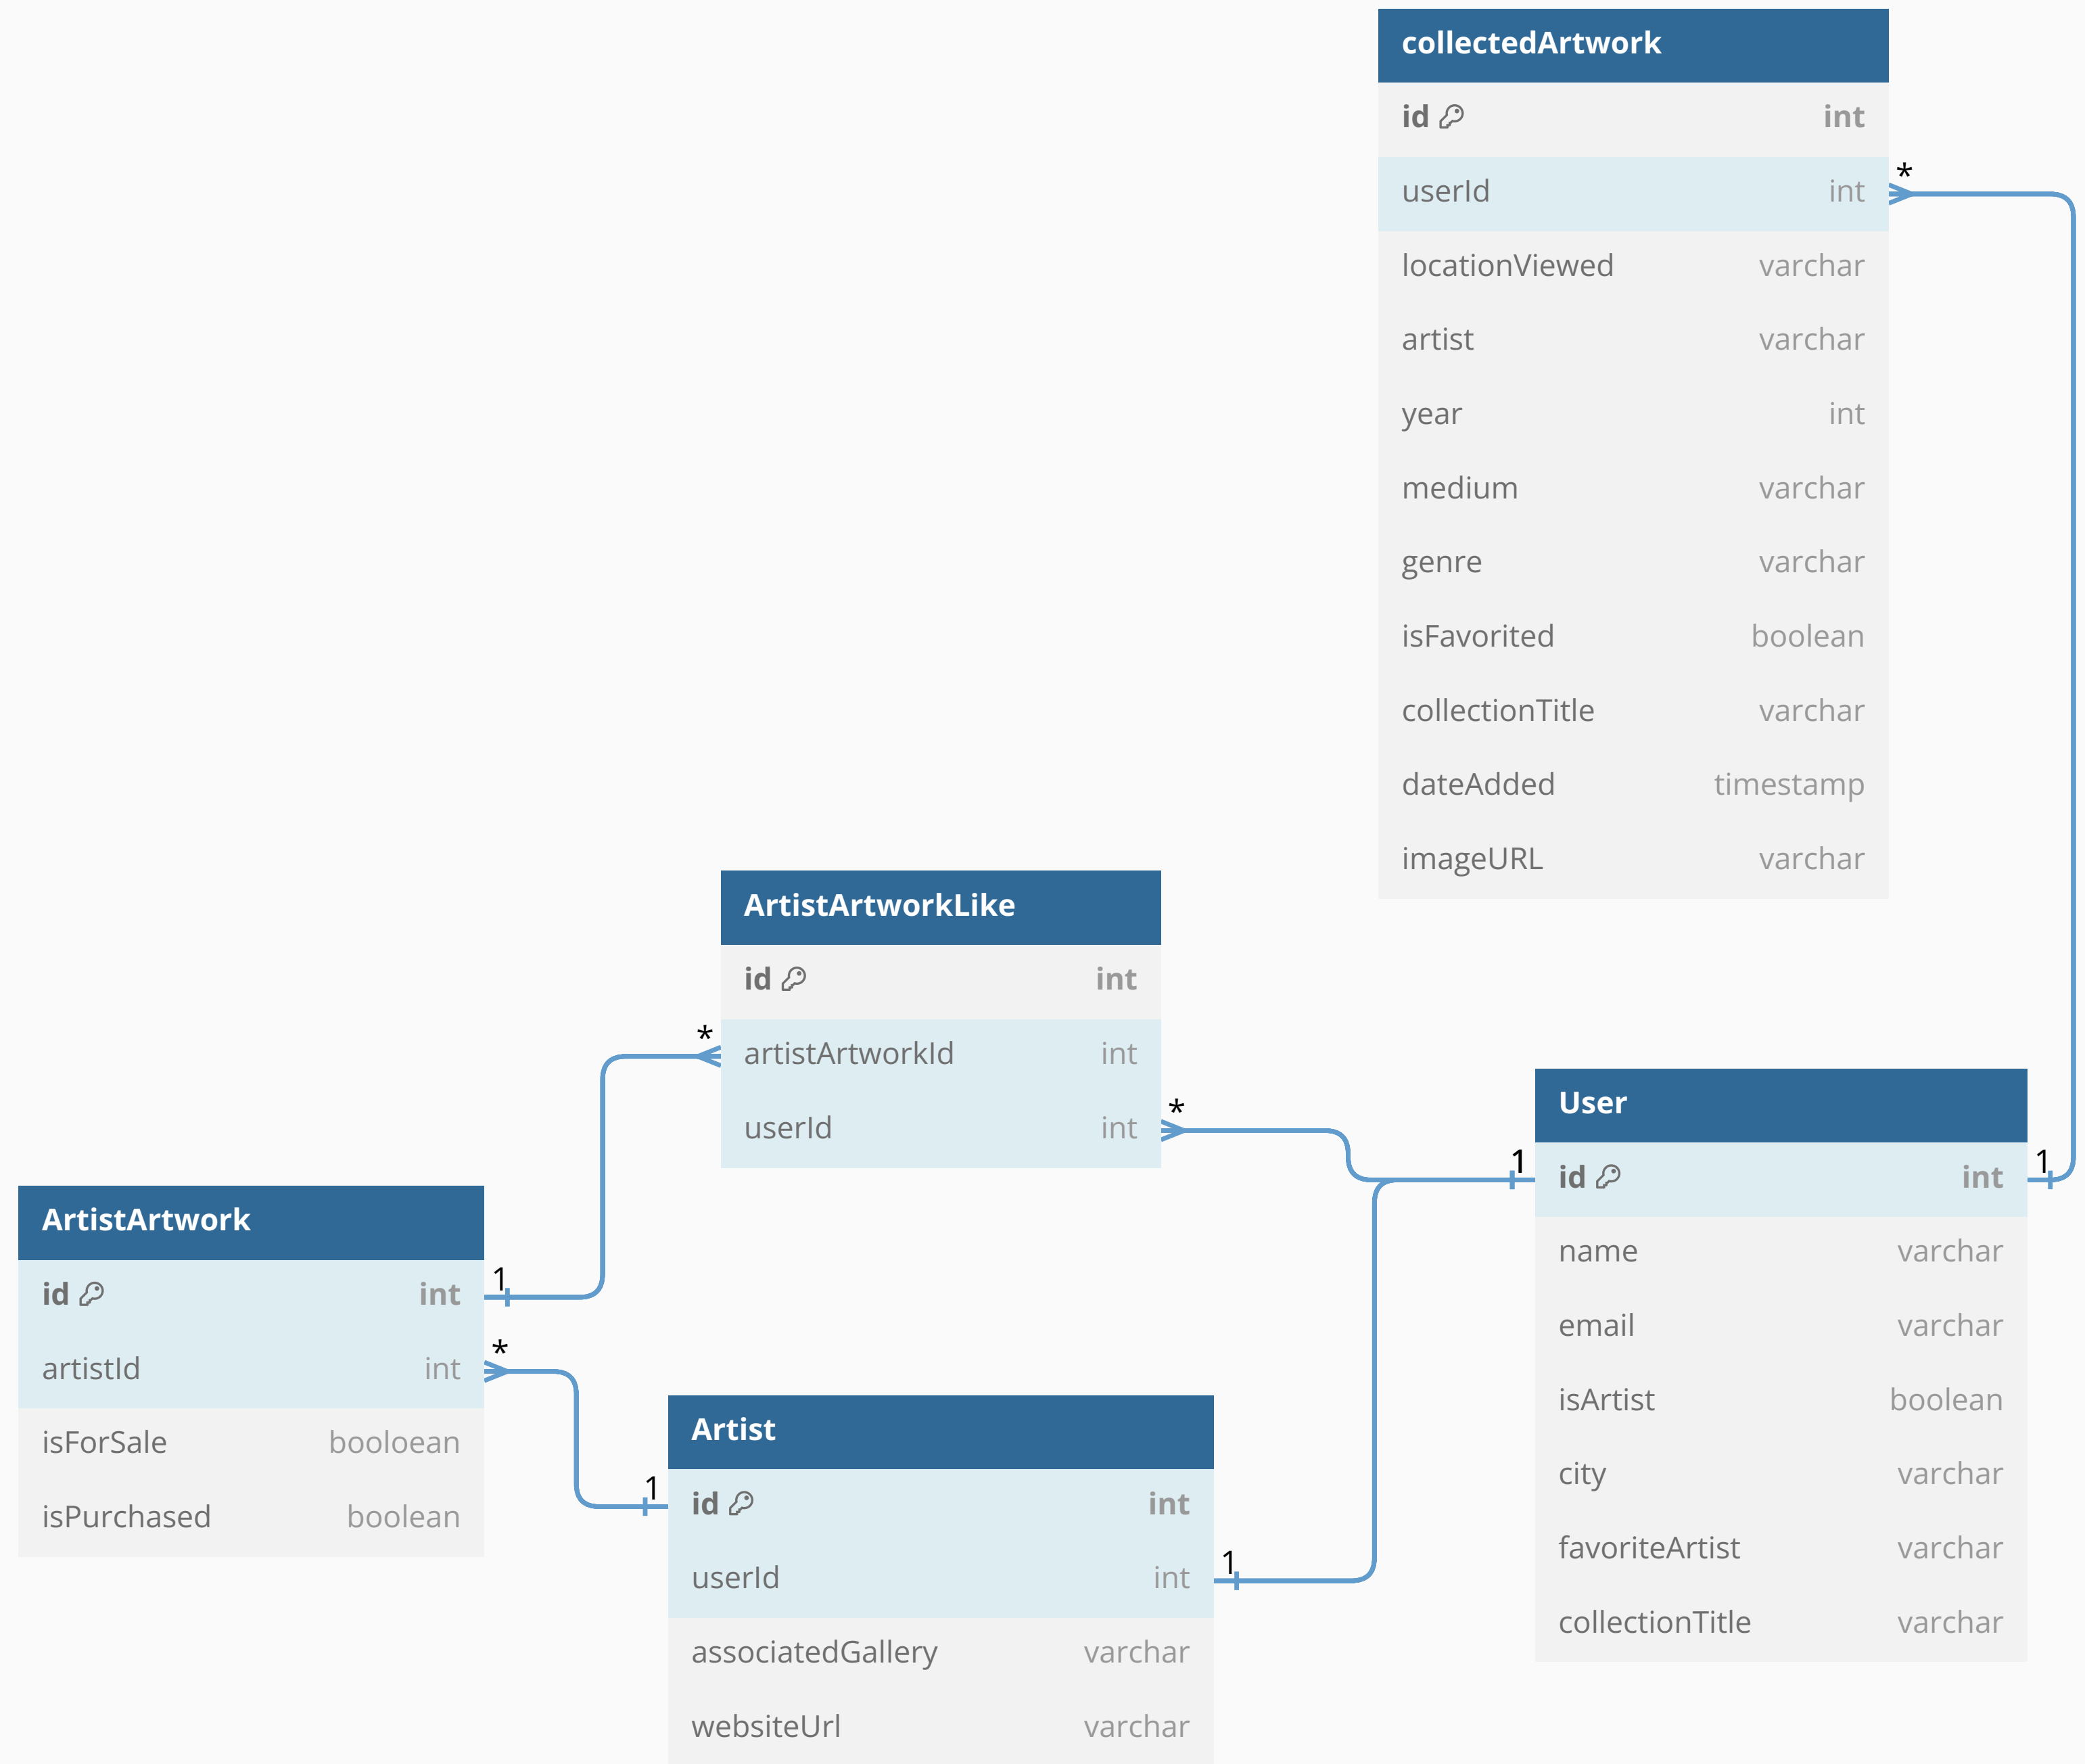 collectedArtwork
id int
userId int
locationViewed varchar
artist varchar
year int
medium varchar
genre varchar
isFavorited boolean
collectionTitle varchar
dateAdded timestamp
imageURL varchar
*
1
ArtistArtworkLike
id int
artistArtworkId int
userId int
*
*
1
User
id int
name varchar
email varchar
isArtist boolean
city varchar
favoriteArtist varchar
collectionTitle varchar
ArtistArtwork
id int
artistId int
isForSale booloean
isPurchased boolean
1
*
Artist
id int
userId int
associatedGallery varchar
websiteUrl varchar
1
1